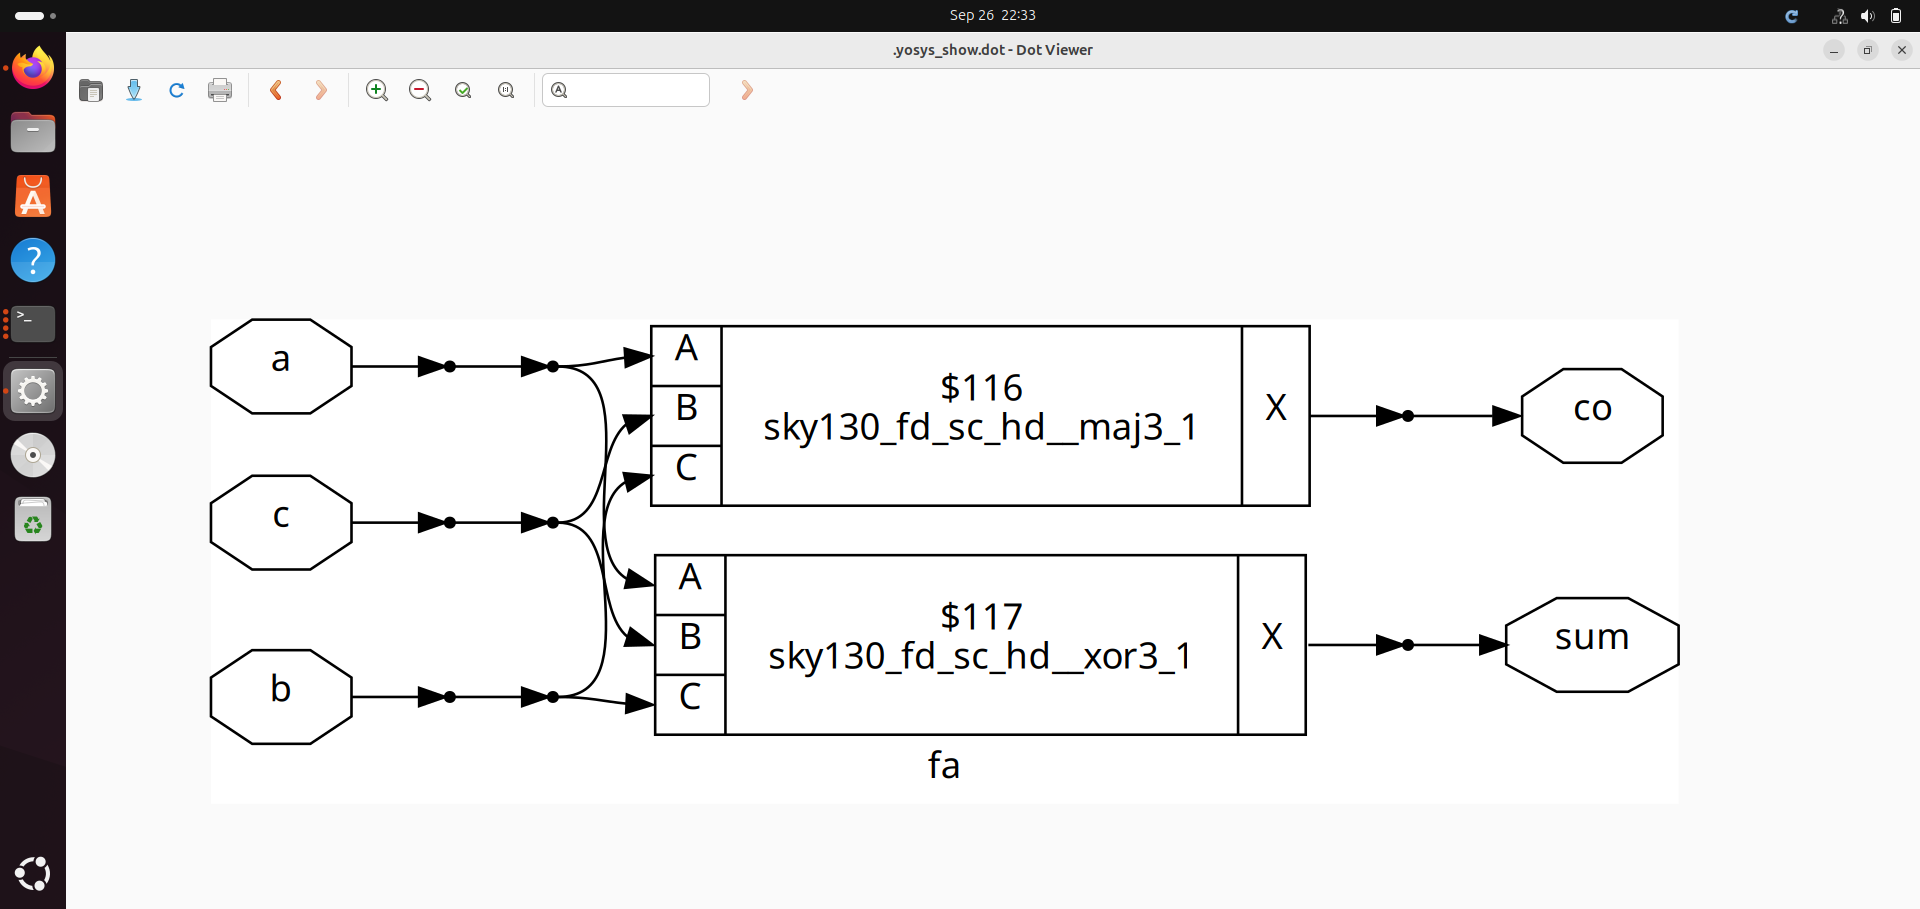 Sep 26 22:33
.yosys_show.dot - Dot Viewer
a
c
b
A
B
C
$116
sky130_fd_sc_hd__maj3_1
X
co
A
B
C
$117
sky130_fd_sc_hd__xor3_1
X
sum
fa